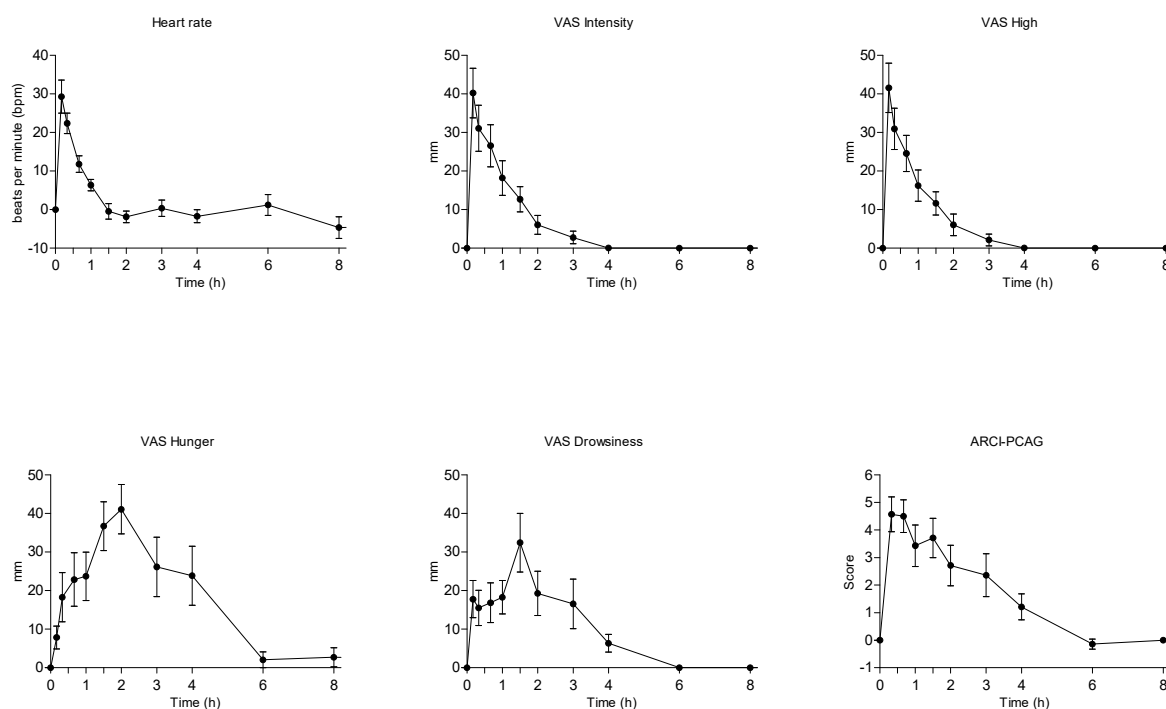 Heart rate
40
30
20
10
0
-10
beats per minute (bpm)
0 1 2 3 4 6 8
Time (h)
VAS Intensity
50
40
30
20
10
0
mm
0 1 2 3 4 6 8
Time (h)
VAS High
50
40
30
20
10
0
mm
0 1 2 3 4 6 8
Time (h)
VAS Hunger
50
40
30
20
10
0
mm
0 1 2 3 4 6 8
Time (h)
VAS Drowsiness
50
40
30
20
10
0
mm
0 1 2 3 4 6 8
Time (h)
ARCI-PCAG
6
5
4
3
2
1
0
-1
Score
0 1 2 3 4 6 8
Time (h)